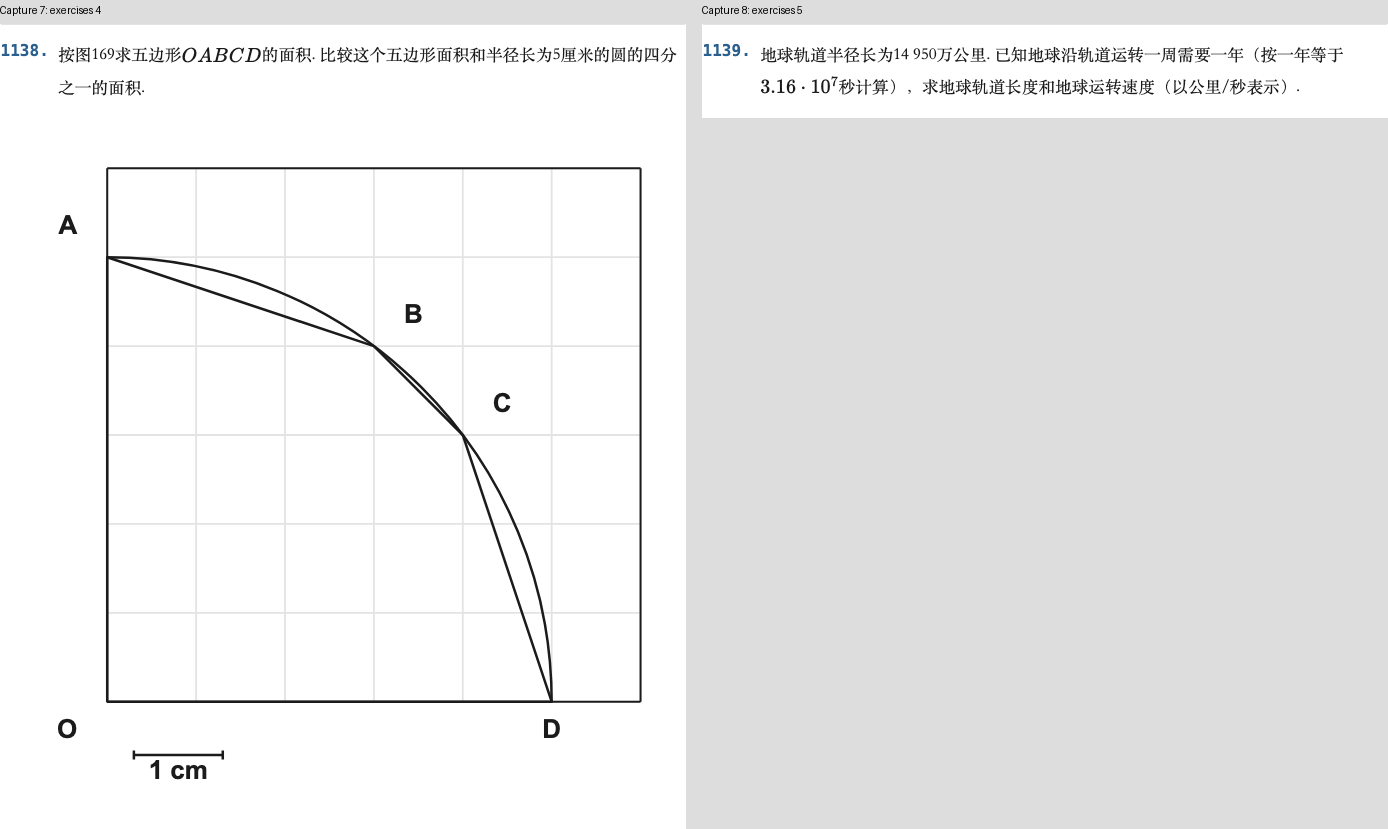 Capture 7: exercises 4
1138. 按图169求五边形OABCD的面积. 比较这个五边形面积和半径长为5厘米的圆的四分
之一的面积.
A
B
C
O
D
1 cm
Capture 8: exercises 5
1139. 地球轨道半径长为14 950万公里. 已知地球沿轨道运转一周需要一年（按一年等于
3.16 · 10⁷秒计算），求地球轨道长度和地球运转速度（以公里/秒表示）.